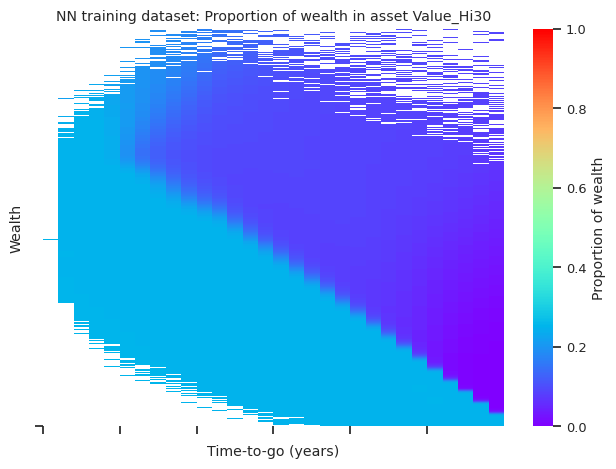 NN training dataset: Proportion of wealth in asset Value_Hi30
Wealth
Time-to-go (years)
1.0
0.8
0.6
0.4
0.2
0.0
Proportion of wealth